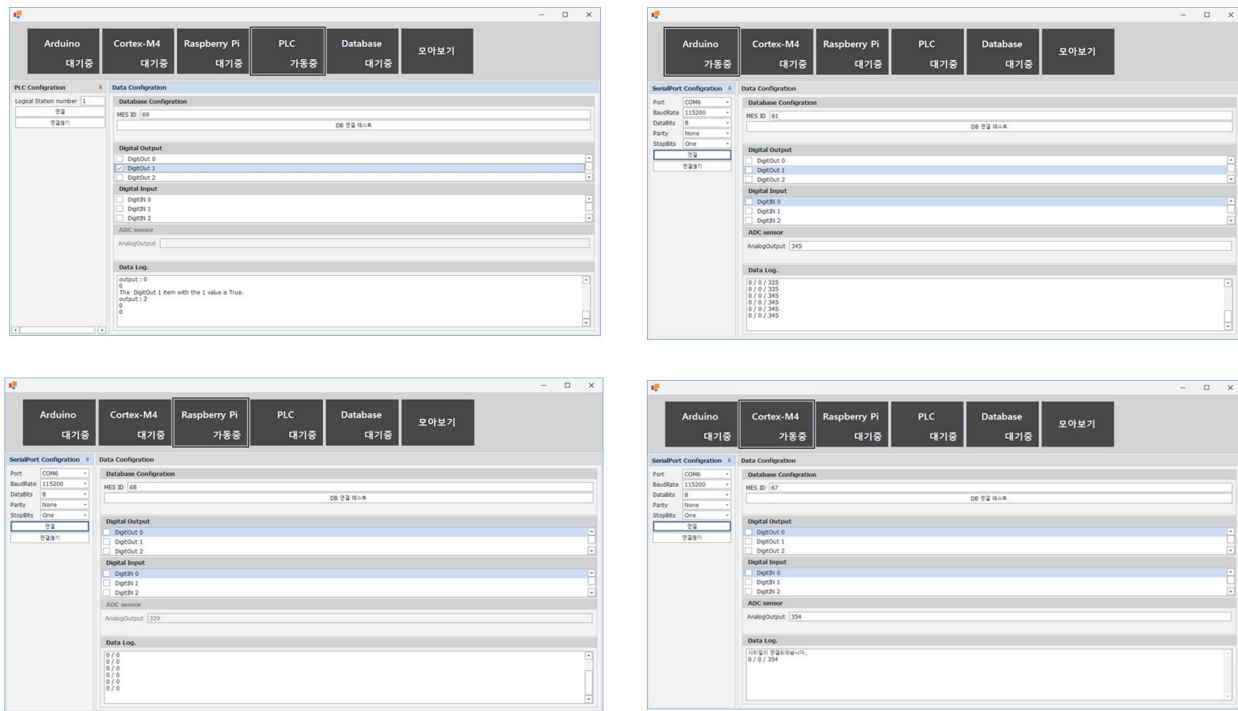 Arduino
대기중
Cortex-M4
대기중
Raspberry Pi
대기중
PLC
가동중
Database
대기중
모아보기
PLC Configration
Logical Station number 1
연결
연결끊기
Data Configration
Database Configration
MES ID 69
DB 연결 테스트
Digital Output
DigitOut 0
DigitOut 1
DigitOut 2
Digital Input
DigitIN 0
DigitIN 1
DigitIN 2
ADC sensor
AnalogOutput
Data Log.
output : 0
0
The DigitOut 1 item with the 1 value is True.
output : 2
0
0
Arduino
가동중
Cortex-M4
대기중
Raspberry Pi
대기중
PLC
대기중
Database
대기중
모아보기
SerialPort Configration
Port COM6
BaudRate 115200
DataBits 8
Parity None
StopBits One
연결
연결끊기
Data Configration
Database Configration
MES ID 61
DB 연결 테스트
Digital Output
DigitOut 0
DigitOut 1
DigitOut 2
Digital Input
DigitIN 0
DigitIN 1
DigitIN 2
ADC sensor
AnalogOutput 345
Data Log.
0 / 0 / 325
0 / 0 / 335
0 / 0 / 345
0 / 0 / 345
0 / 0 / 345
0 / 0 / 345
Arduino
대기중
Cortex-M4
대기중
Raspberry Pi
가동중
PLC
대기중
Database
대기중
모아보기
SerialPort Configration
Port COM6
BaudRate 115200
DataBits 8
Parity None
StopBits One
연결
연결끊기
Data Configration
Database Configration
MES ID 68
DB 연결 테스트
Digital Output
DigitOut 0
DigitOut 1
DigitOut 2
Digital Input
DigitIN 0
DigitIN 1
DigitIN 2
ADC sensor
AnalogOutput 329
Data Log.
0 / 0
0 / 0
0 / 0
0 / 0
0 / 0
0 / 0
Arduino
대기중
Cortex-M4
가동중
Raspberry Pi
대기중
PLC
대기중
Database
대기중
모아보기
SerialPort Configration
Port COM6
BaudRate 115200
DataBits 8
Parity None
StopBits One
연결
연결끊기
Data Configration
Database Configration
MES ID 67
DB 연결 테스트
Digital Output
DigitOut 0
DigitOut 1
DigitOut 2
Digital Input
DigitIN 0
DigitIN 1
DigitIN 2
ADC sensor
AnalogOutput 354
Data Log.
시리얼이 연결되었습니다.
0 / 0 / 354